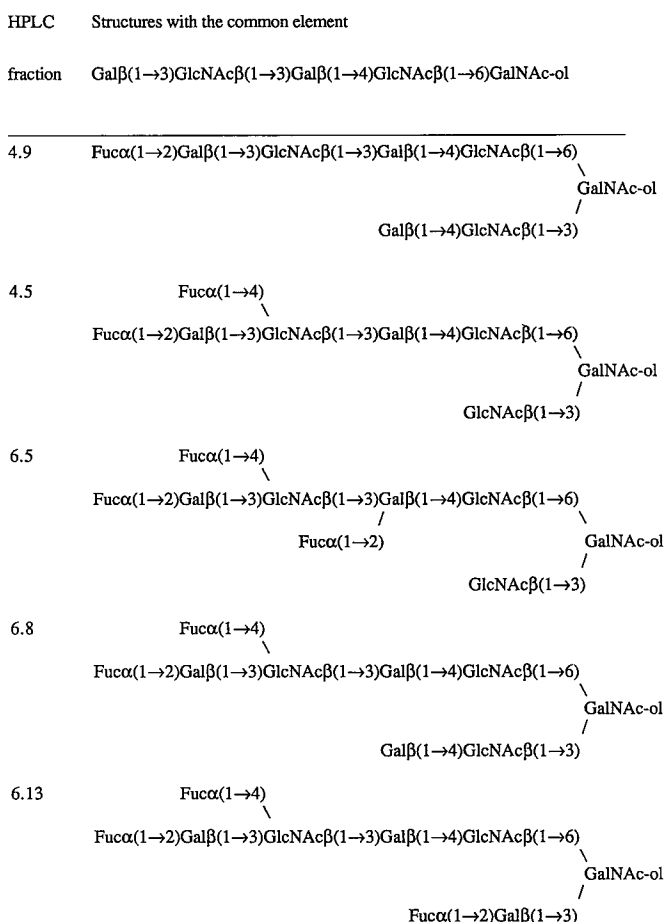 HPLC Structures with the common element
fraction Galβ(1→3)GlcNAcβ(1→3)Galβ(1→4)GlcNAcβ(1→6)GalNAc-ol
4.9 Fucα(1→2)Galβ(1→3)GlcNAcβ(1→3)Galβ(1→4)GlcNAcβ(1→6)
\
GalNAc-ol
/
Galβ(1→4)GlcNAcβ(1→3)
4.5 Fucα(1→4)
\
Fucα(1→2)Galβ(1→3)GlcNAcβ(1→3)Galβ(1→4)GlcNAcβ(1→6)
\
GalNAc-ol
/
GlcNAcβ(1→3)
6.5 Fucα(1→4)
\
Fucα(1→2)Galβ(1→3)GlcNAcβ(1→3)Galβ(1→4)GlcNAcβ(1→6)
/ \
Fucα(1→2) GalNAc-ol
/
GlcNAcβ(1→3)
6.8 Fucα(1→4)
\
Fucα(1→2)Galβ(1→3)GlcNAcβ(1→3)Galβ(1→4)GlcNAcβ(1→6)
\
GalNAc-ol
/
Galβ(1→4)GlcNAcβ(1→3)
6.13 Fucα(1→4)
\
Fucα(1→2)Galβ(1→3)GlcNAcβ(1→3)Galβ(1→4)GlcNAcβ(1→6)
\
GalNAc-ol
/
Fucα(1→2)Galβ(1→3)